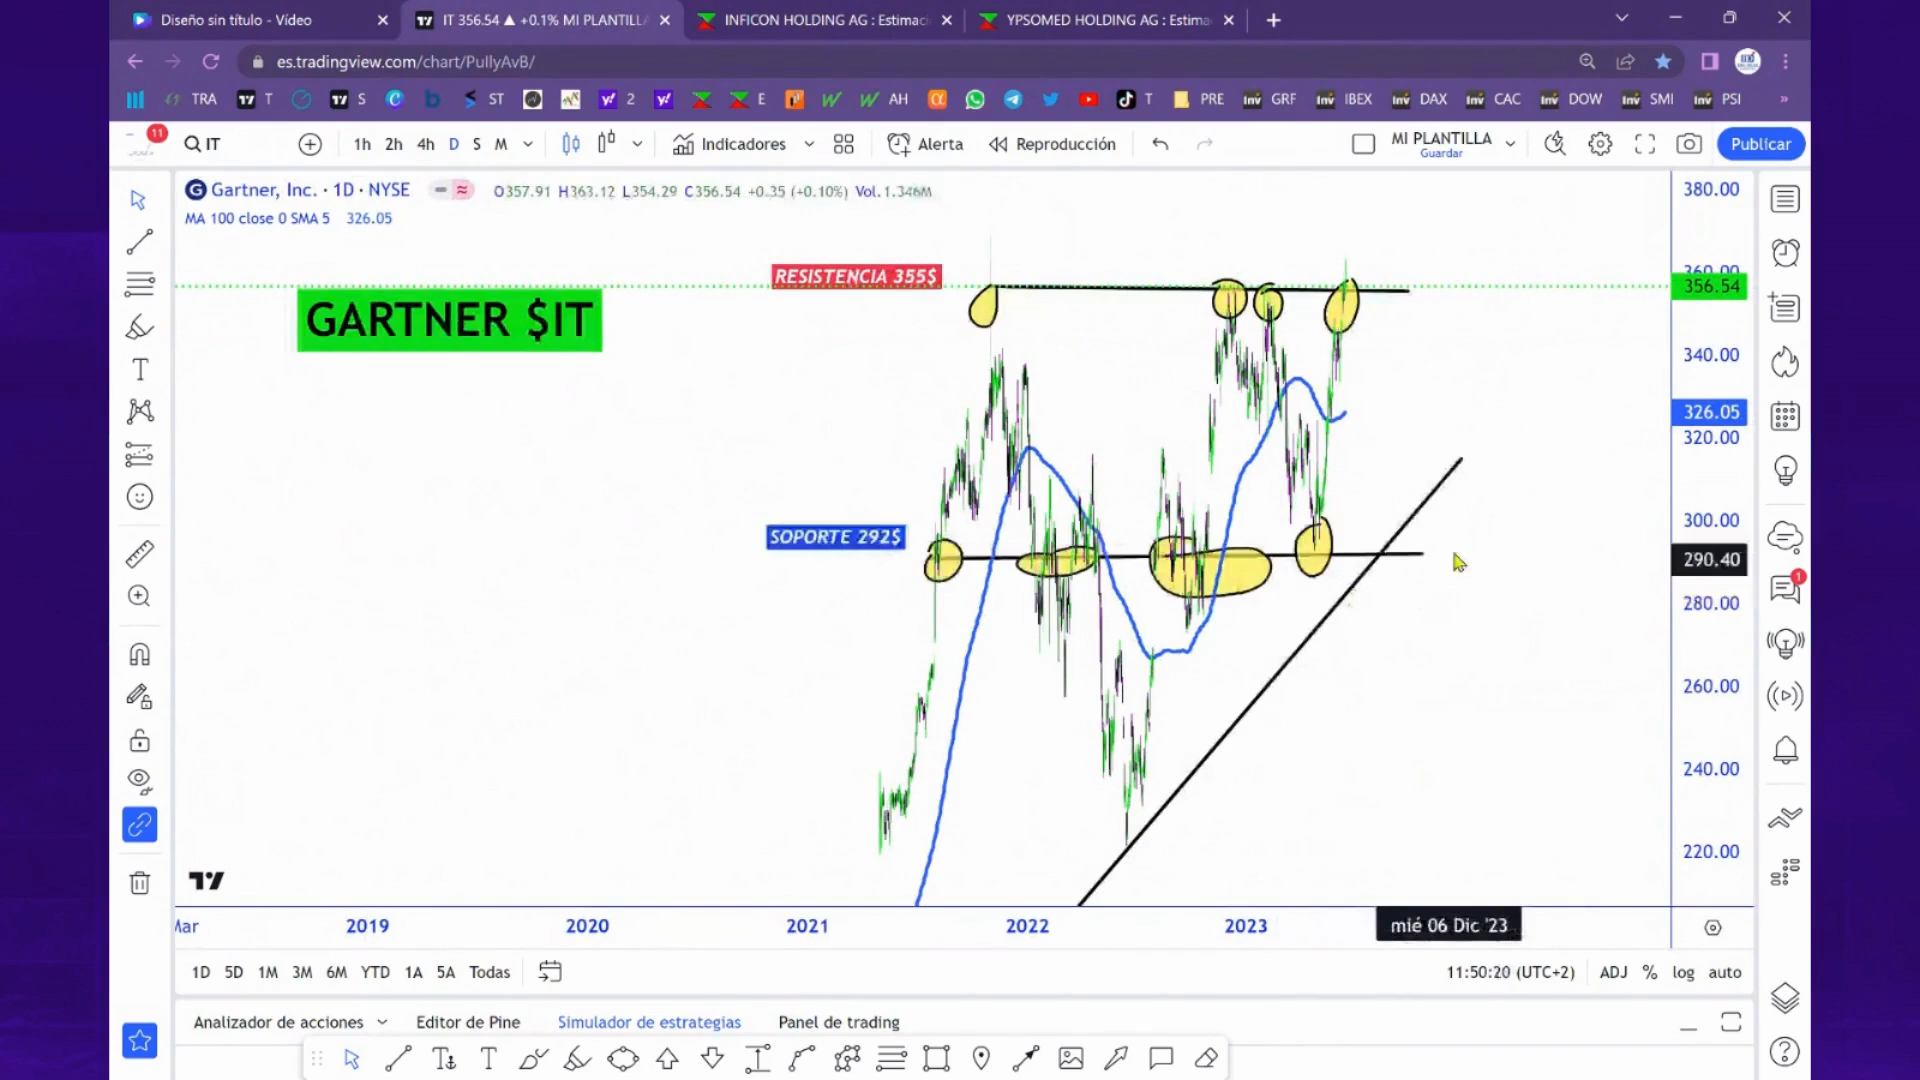 Diseño sin título - Vídeo
IT 356.54 ▲ +0.1% MI PLANTILLA
INFICON HOLDING AG : Estimaci
YPSOMED HOLDING AG : Estima
es.tradingview.com/chart/PullyAvB/
TRA T S ST 2 E AH T PRE GRF IBEX DAX CAC DOW SMI PSI
11
IT
1h 2h 4h D S M
Indicadores
Alerta
Reproducción
MI PLANTILLA
Guardar
Publicar
Gartner, Inc. · 1D · NYSE
O357.91 H363.12 L354.29 C356.54 +0.35 (+0.10%) Vol. 1.346M
MA 100 close 0 SMA 5 326.05
380.00
360.00
RESISTENCIA 355$
356.54
GARTNER $IT
340.00
326.05
320.00
300.00
SOPORTE 292$
290.40
1
280.00
260.00
240.00
220.00
Mar 2019 2020 2021 2022 2023 mié 06 Dic '23
1D 5D 1M 3M 6M YTD 1A 5A Todas
11:50:20 (UTC+2) ADJ % log auto
Analizador de acciones
Editor de Pine
Simulador de estrategias
Panel de trading